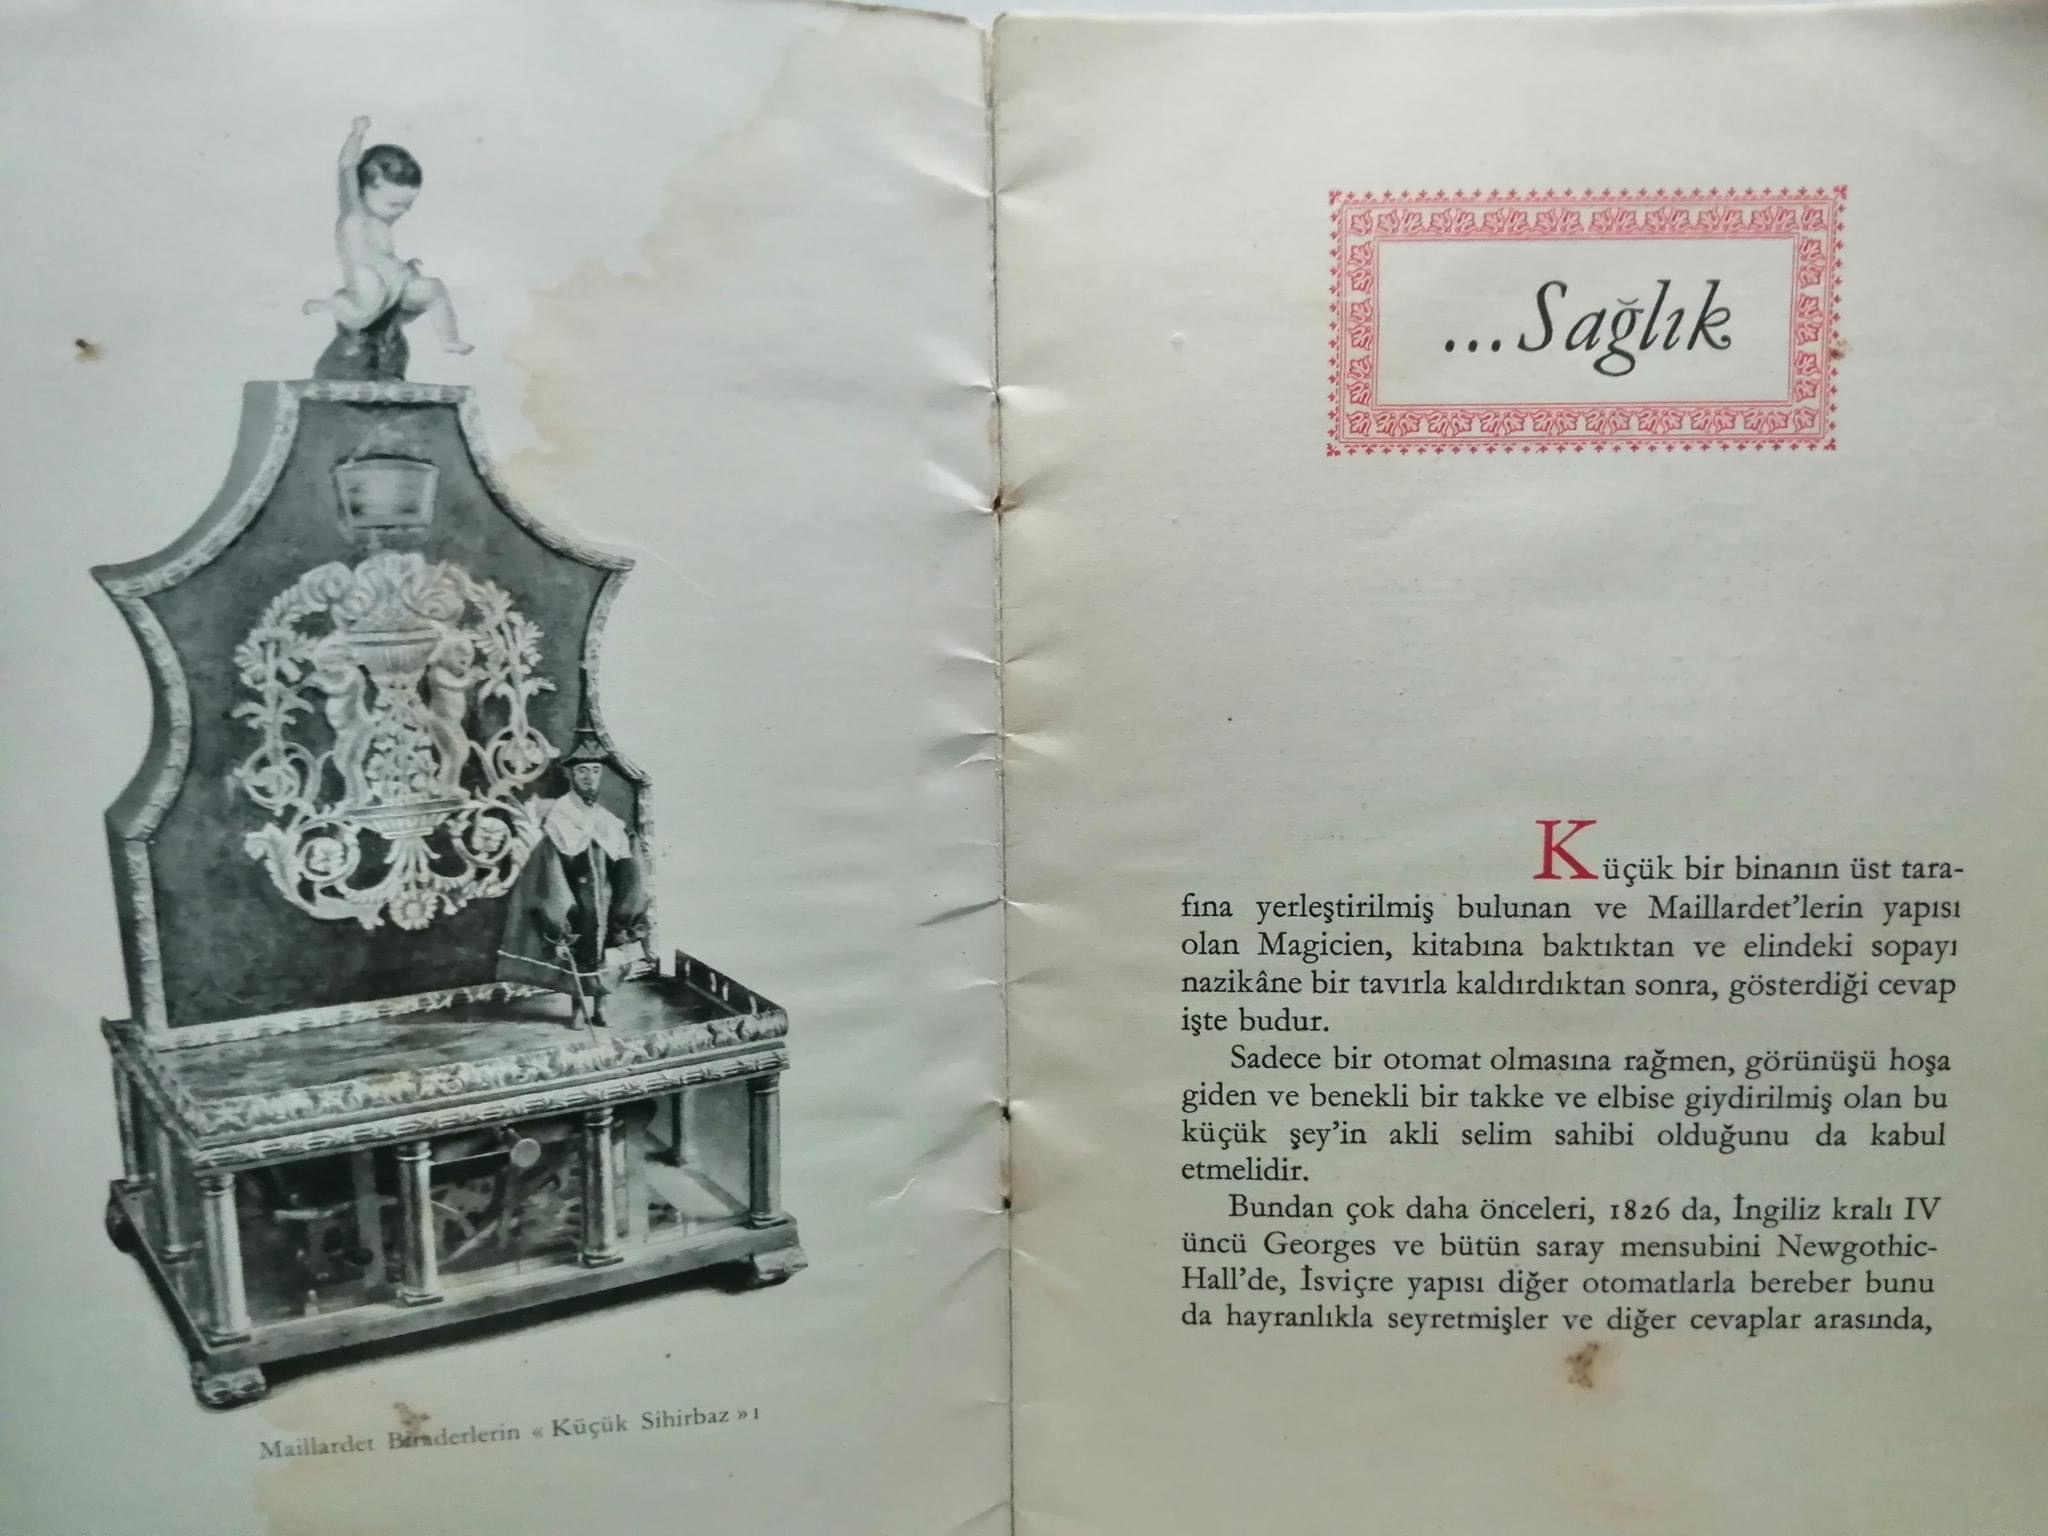 Maillardet Biraderlerin « Küçük Sihirbaz » 1
...Sağlık
Küçük bir binanın üst tara-
fına yerleştirilmiş bulunan ve Maillardet'lerin yapısı
olan Magicien, kitabına baktıktan ve elindeki sopayı
nazikâne bir tavırla kaldırdıktan sonra, gösterdiği cevap
işte budur.
Sadece bir otomat olmasına rağmen, görünüşü hoşa
giden ve benekli bir takke ve elbise giydirilmiş olan bu
küçük şey'in akli selim sahibi olduğunu da kabul
etmelidir.
Bundan çok daha önceleri, 1826 da, İngiliz kralı IV
üncü Georges ve bütün saray mensubini Newgothic-
Hall'de, İsviçre yapısı diğer otomatlarla bereber bunu
da hayranlıkla seyretmişler ve diğer cevaplar arasında,